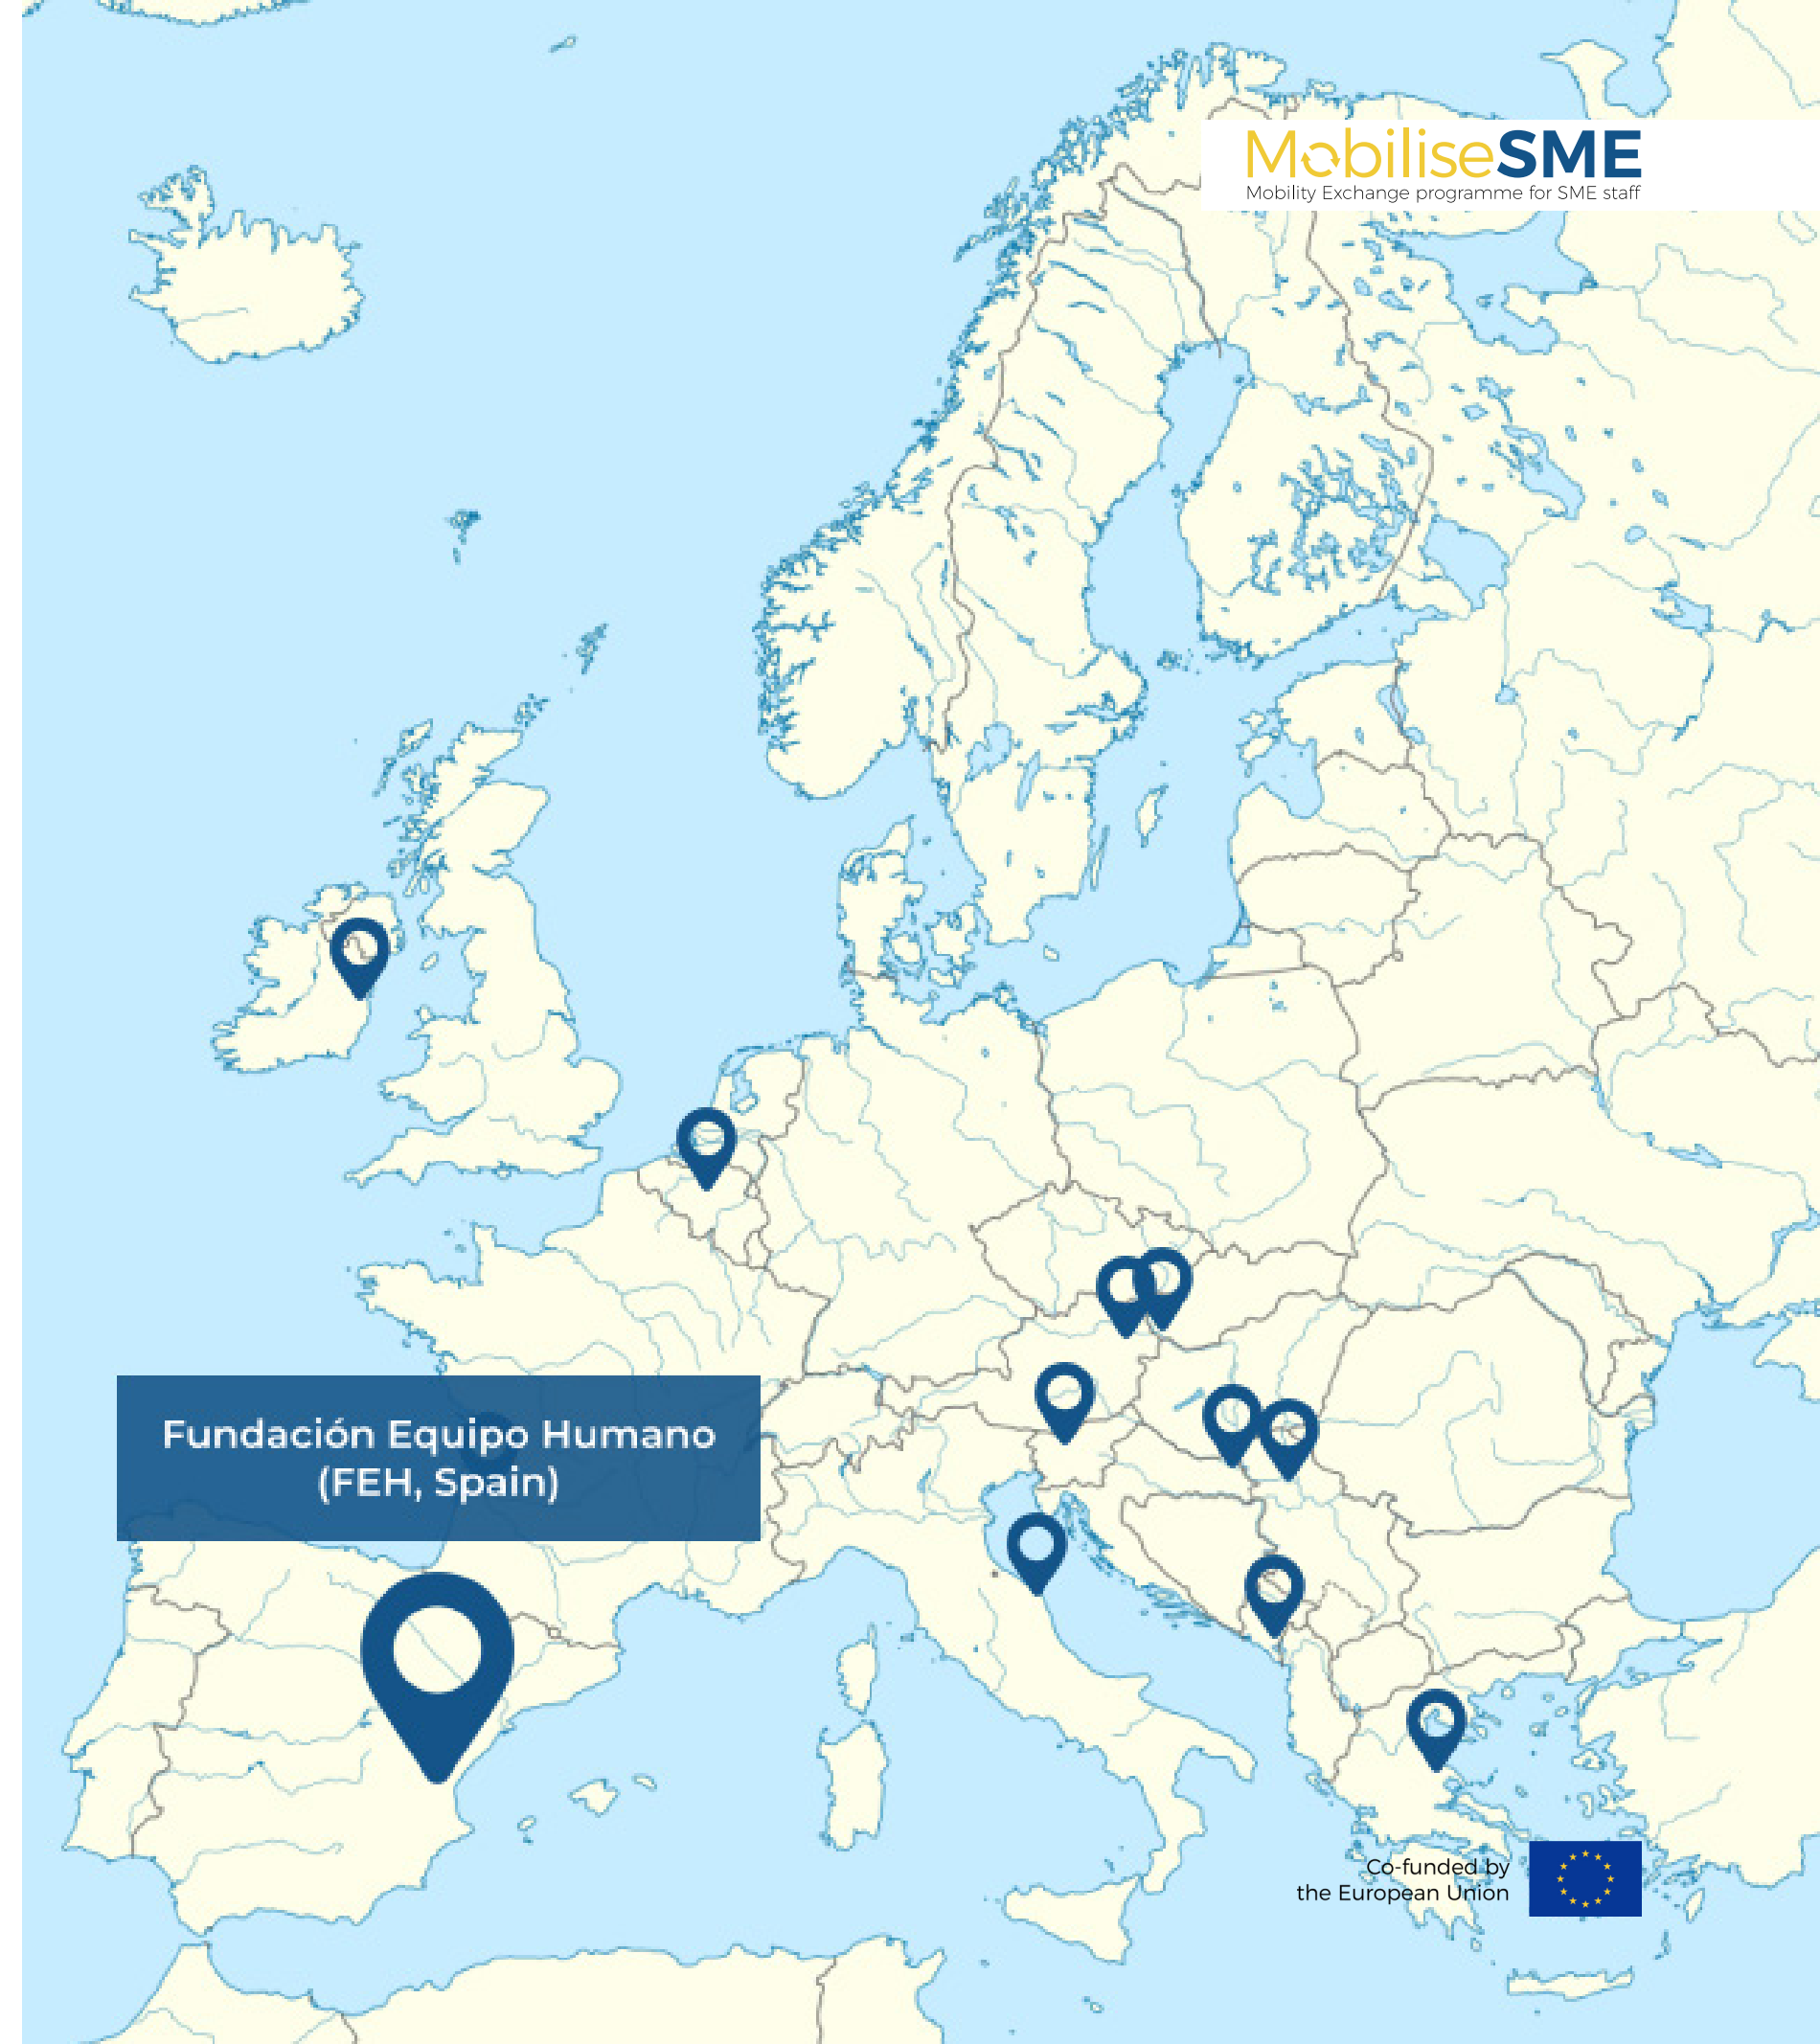 MobiliseSME
Mobility Exchange programme for SME staff
Fundación Equipo Humano
(FEH, Spain)
Co-funded by
the European Union